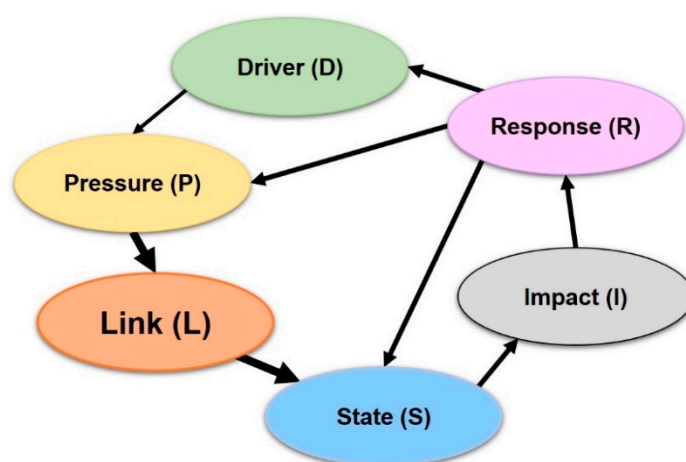 Driver (D)
Response (R)
Pressure (P)
Impact (I)
Link (L)
State (S)